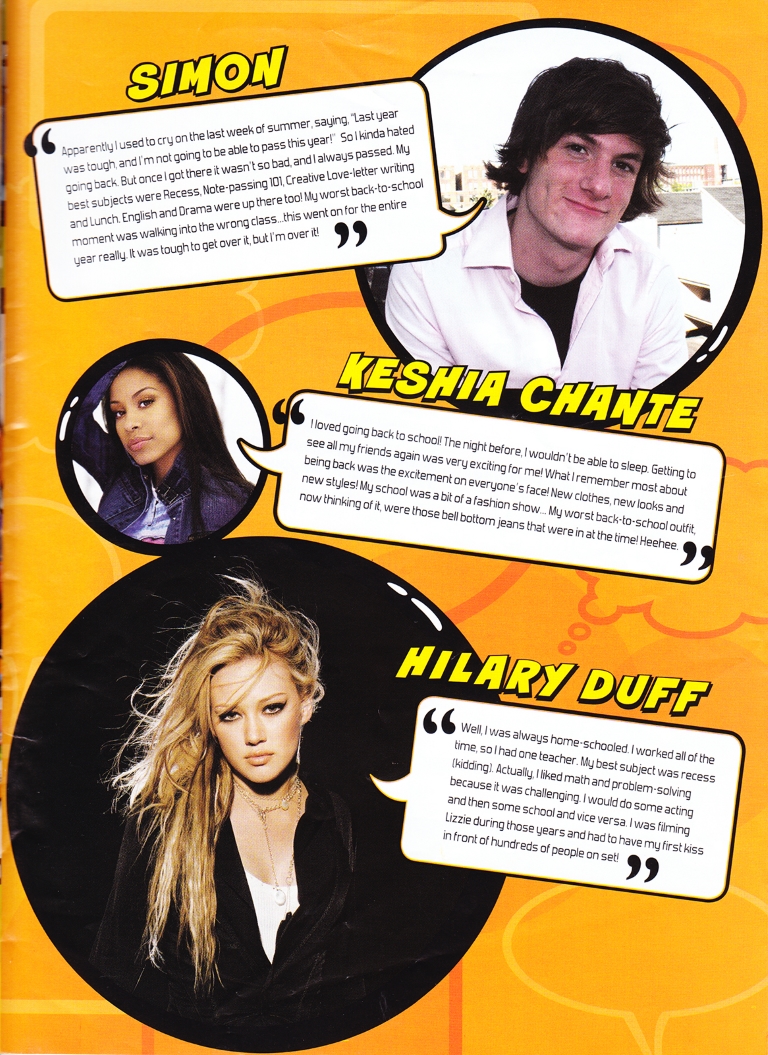 SIMON
“ Apparently I used to cry on the last week of summer, saying, "Last year
was tough, and I'm not going to be able to pass this year!" So I kinda hated
going back. But once I got there it wasn't so bad, and I always passed. My
best subjects were Recess, Note-passing 101, Creative Love-letter writing
and Lunch. English and Drama were up there too! My worst back-to-school
moment was walking into the wrong class...this went on for the entire
year really. It was tough to get over it, but I'm over it! ”
KESHIA CHANTE
“ I loved going back to school! The night before, I wouldn't be able to sleep. Getting to
see all my friends again was very exciting for me! What I remember most about
being back was the excitement on everyone's face! New clothes, new looks and
new styles! My school was a bit of a fashion show... My worst back-to-school outfit,
now thinking of it, were those bell bottom jeans that were in at the time! Heehee. ”
HILARY DUFF
“ Well, I was always home-schooled. I worked all of the
time, so I had one teacher. My best subject was recess
(kidding). Actually, I liked math and problem-solving
because it was challenging. I would do some acting
and then some school and vice versa. I was filming
Lizzie during those years and had to have my first kiss
in front of hundreds of people on set! ”